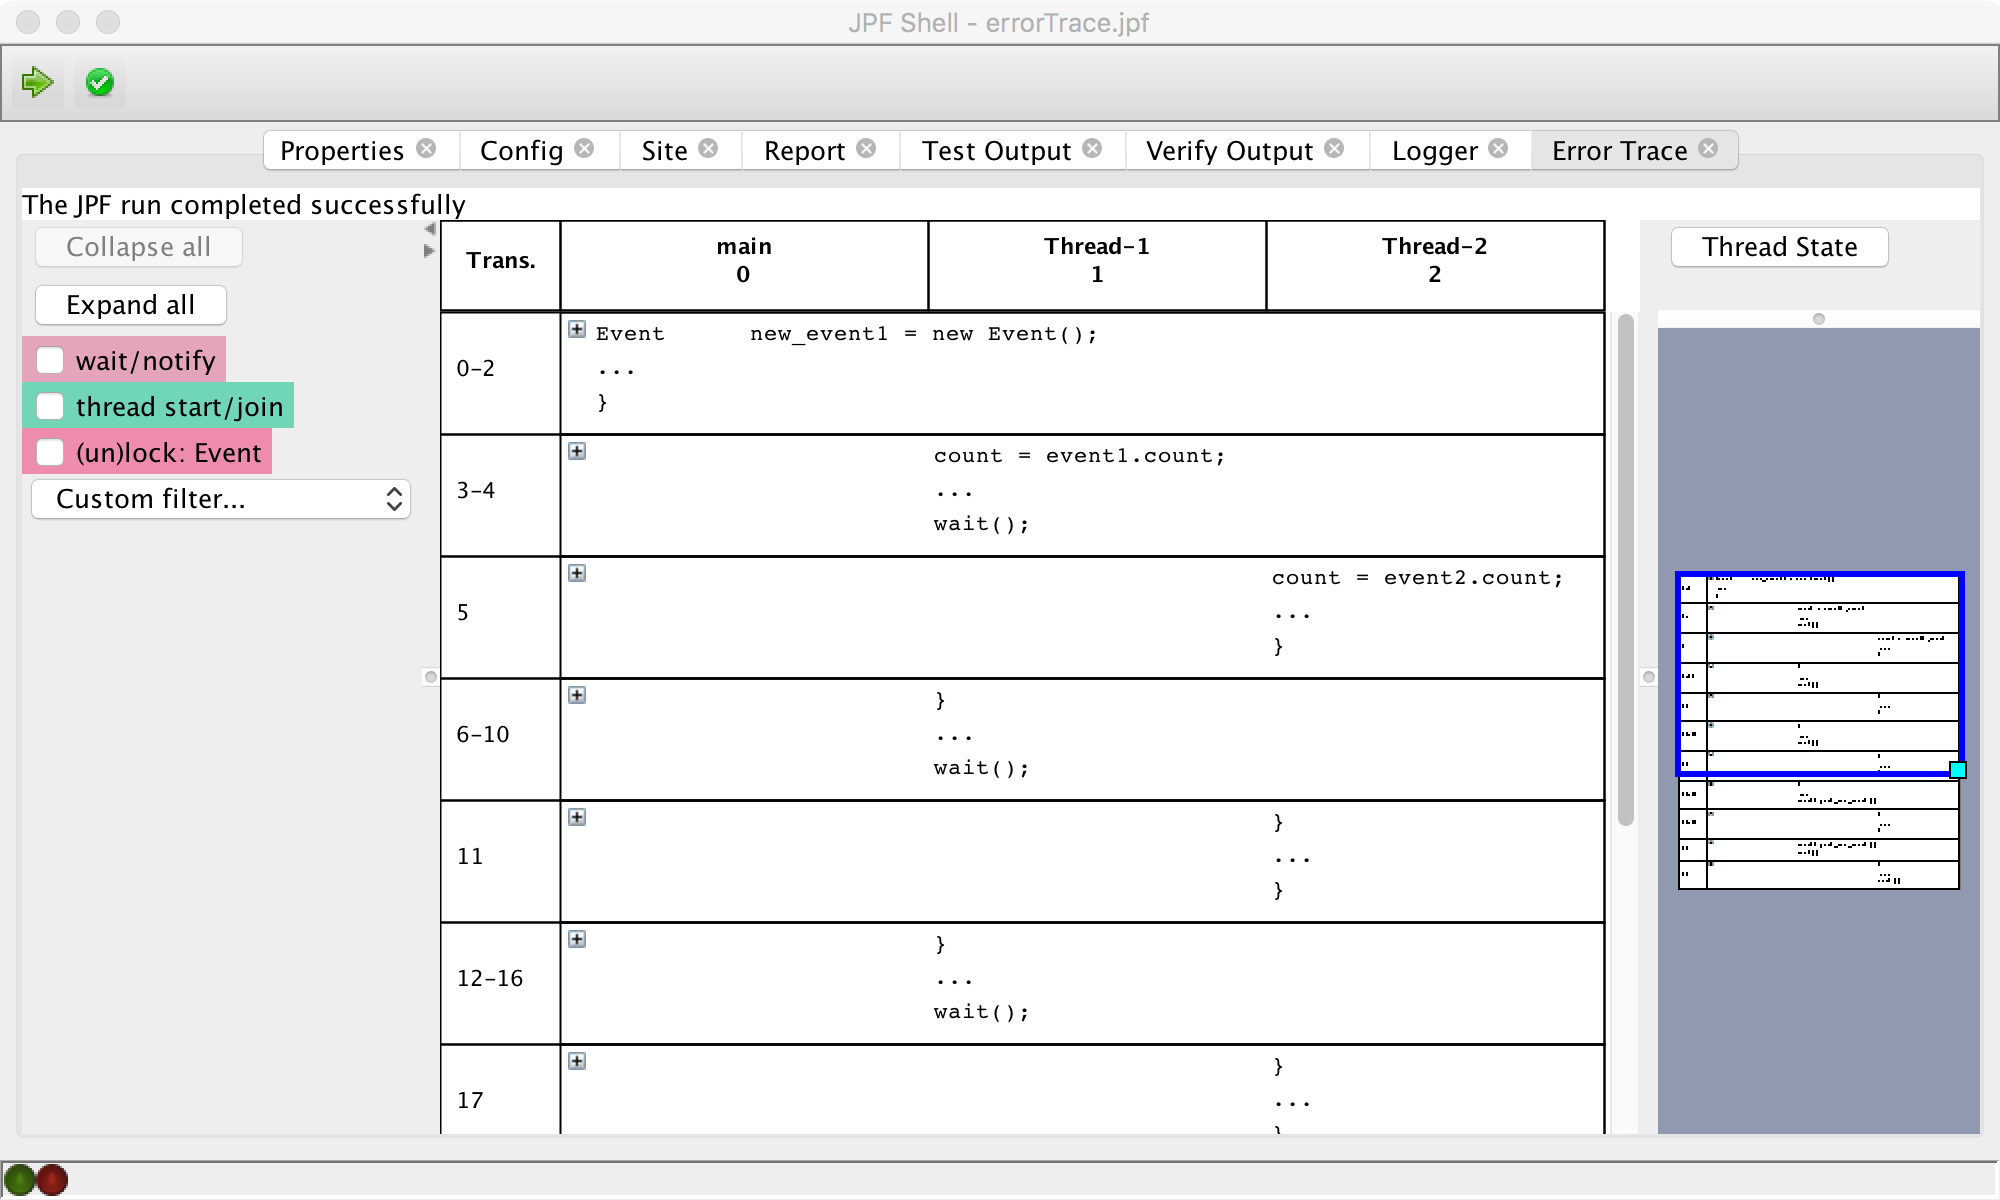 JPF Shell - errorTrace.jpf
Properties Config Site Report Test Output Verify Output Logger Error Trace
The JPF run completed successfully
Collapse all
Expand all
wait/notify
thread start/join
(un)lock: Event
Custom filter...
Trans. main Thread-1 Thread-2
0 1 2
0-2
Event new_event1 = new Event();
...
}
3-4
count = event1.count;
...
wait();
5
count = event2.count;
...
}
6-10
}
...
wait();
11
}
...
}
12-16
}
...
wait();
17
}
...
}
Thread State